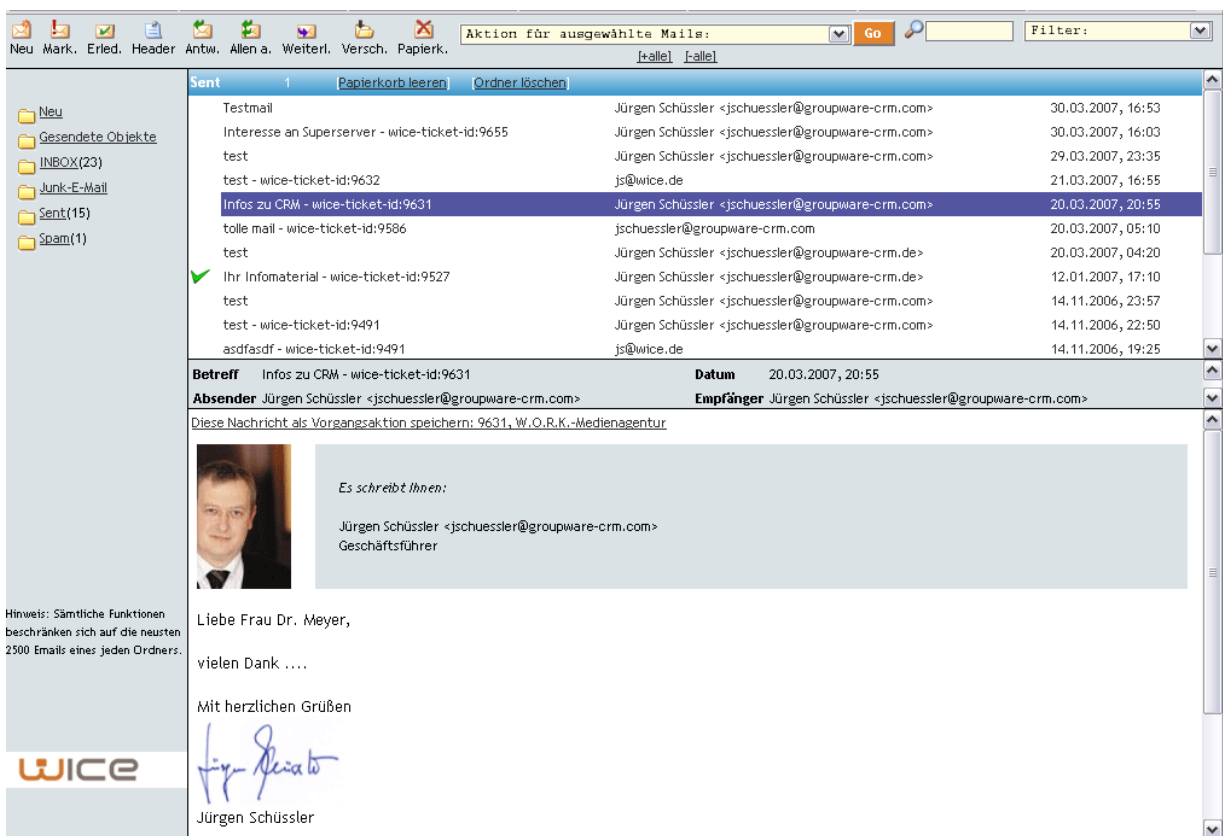 Neu Mark. Erled. Header Antw. Allen a. Weiterl. Versch. Papierk.
Aktion für ausgewählte Mails: Go Filter:
[+alle] [-alle]
Sent 1 [Papierkorb leeren] [Ordner löschen]
Neu
Gesendete Objekte
INBOX(23)
Junk-E-Mail
Sent(15)
Spam(1)
Testmail Jürgen Schüssler <jschuessler@groupware-crm.com> 30.03.2007, 16:53
Interesse an Superserver - wice-ticket-id:9655 Jürgen Schüssler <jschuessler@groupware-crm.com> 30.03.2007, 16:03
test Jürgen Schüssler <jschuessler@groupware-crm.com> 29.03.2007, 23:35
test - wice-ticket-id:9632 js@wice.de 21.03.2007, 16:55
Infos zu CRM - wice-ticket-id:9631 Jürgen Schüssler <jschuessler@groupware-crm.com> 20.03.2007, 20:55
tolle mail - wice-ticket-id:9586 jschuessler@groupware-crm.com 20.03.2007, 05:10
test Jürgen Schüssler <jschuessler@groupware-crm.de> 20.03.2007, 04:20
Ihr Infomaterial - wice-ticket-id:9527 Jürgen Schüssler <jschuessler@groupware-crm.de> 12.01.2007, 17:10
test Jürgen Schüssler <jschuessler@groupware-crm.com> 14.11.2006, 23:57
test - wice-ticket-id:9491 Jürgen Schüssler <jschuessler@groupware-crm.com> 14.11.2006, 22:50
asdfasdf - wice-ticket-id:9491 js@wice.de 14.11.2006, 19:25
Betreff Infos zu CRM - wice-ticket-id:9631 Datum 20.03.2007, 20:55
Absender Jürgen Schüssler <jschuessler@groupware-crm.com> Empfänger Jürgen Schüssler <jschuessler@groupware-crm.com>
Diese Nachricht als Vorgangsaktion speichern: 9631, W.O.R.K.-Medienagentur
Es schreibt Ihnen:
Jürgen Schüssler <jschuessler@groupware-crm.com>
Geschäftsführer
Hinweis: Sämtliche Funktionen
beschränken sich auf die neusten
2500 Emails eines jeden Ordners.
Liebe Frau Dr. Meyer,
vielen Dank ....
Mit herzlichen Grüßen
wice
Jürgen Schüssler